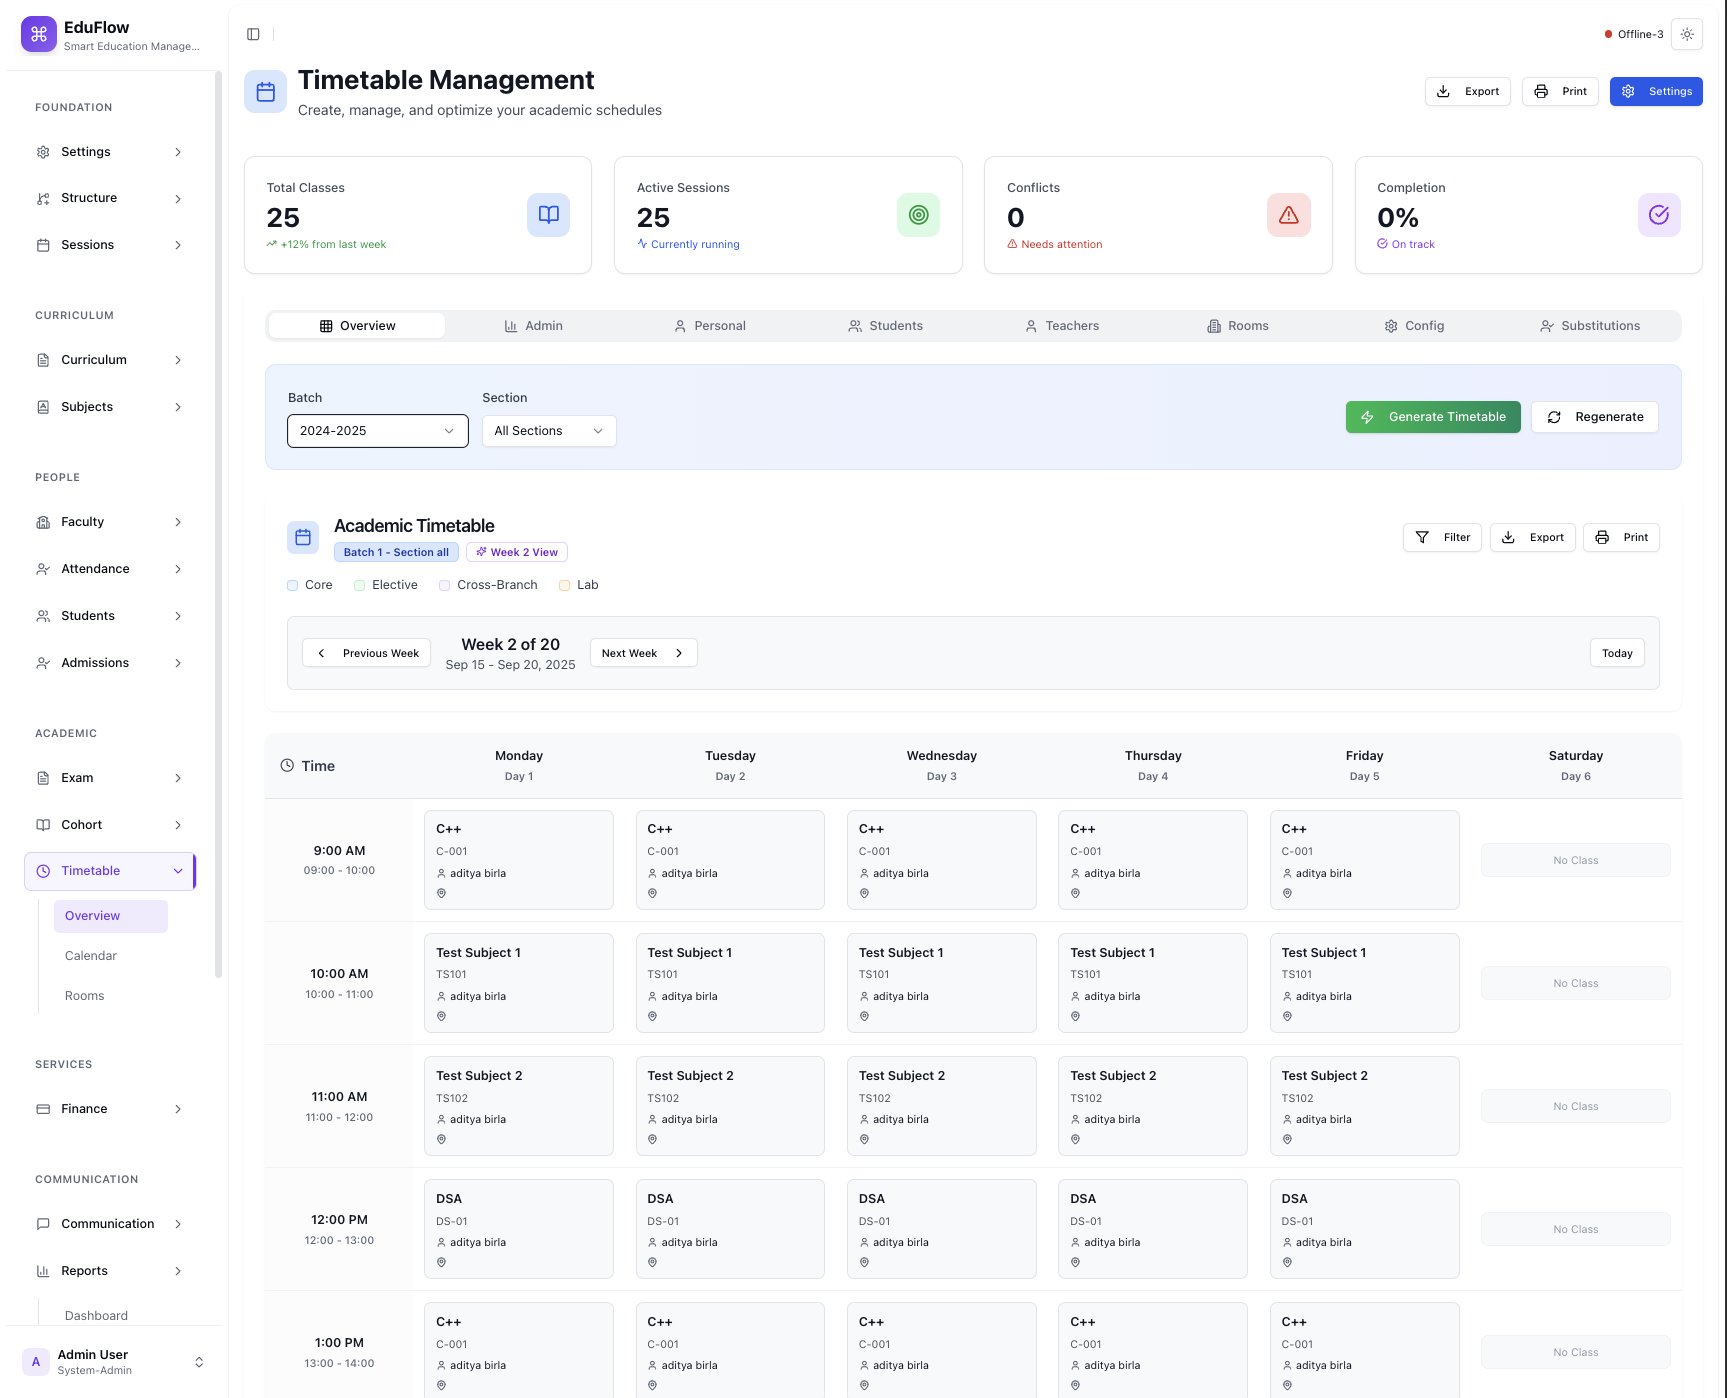 EduFlow
Smart Education Manage...
FOUNDATION
Settings
Structure
Sessions
CURRICULUM
Curriculum
Subjects
PEOPLE
Faculty
Attendance
Students
Admissions
ACADEMIC
Exam
Cohort
Timetable
Overview
Calendar
Rooms
SERVICES
Finance
COMMUNICATION
Communication
Reports
Dashboard
A
Admin User
System-Admin
Offline-3
Timetable Management
Create, manage, and optimize your academic schedules
Export Print Settings
Total Classes
25
+12% from last week
Active Sessions
25
Currently running
Conflicts
0
Needs attention
Completion
0%
On track
Overview Admin Personal Students Teachers Rooms Config Substitutions
Batch Section
2024-2025 All Sections
Generate Timetable Regenerate
Academic Timetable
Batch 1 - Section all Week 2 View
Filter Export Print
Core Elective Cross-Branch Lab
Previous Week
Week 2 of 20
Sep 15 - Sep 20, 2025
Next Week
Today
Time
Monday Tuesday Wednesday Thursday Friday Saturday
Day 1 Day 2 Day 3 Day 4 Day 5 Day 6
9:00 AM
09:00 - 10:00
C++ C++ C++ C++ C++
C-001 C-001 C-001 C-001 C-001
aditya birla aditya birla aditya birla aditya birla aditya birla
No Class
10:00 AM
10:00 - 11:00
Test Subject 1 Test Subject 1 Test Subject 1 Test Subject 1 Test Subject 1
TS101 TS101 TS101 TS101 TS101
aditya birla aditya birla aditya birla aditya birla aditya birla
No Class
11:00 AM
11:00 - 12:00
Test Subject 2 Test Subject 2 Test Subject 2 Test Subject 2 Test Subject 2
TS102 TS102 TS102 TS102 TS102
aditya birla aditya birla aditya birla aditya birla aditya birla
No Class
12:00 PM
12:00 - 13:00
DSA DSA DSA DSA DSA
DS-01 DS-01 DS-01 DS-01 DS-01
aditya birla aditya birla aditya birla aditya birla aditya birla
No Class
1:00 PM
13:00 - 14:00
C++ C++ C++ C++ C++
C-001 C-001 C-001 C-001 C-001
aditya birla aditya birla aditya birla aditya birla aditya birla
No Class